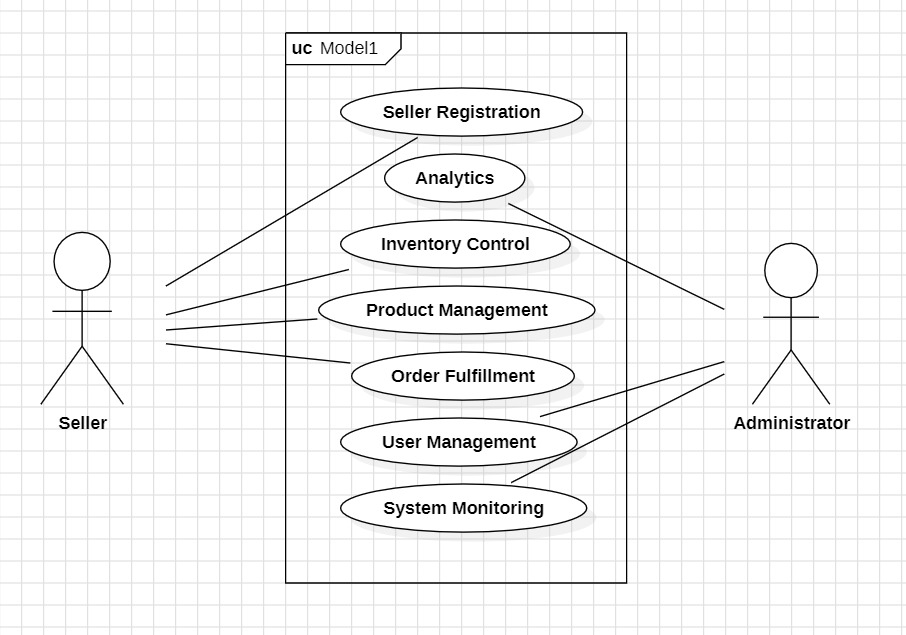 uc Model1
Seller Registration
Analytics
Inventory Control
Product Management
Order Fulfillment
User Management
System Monitoring
Seller
Administrator